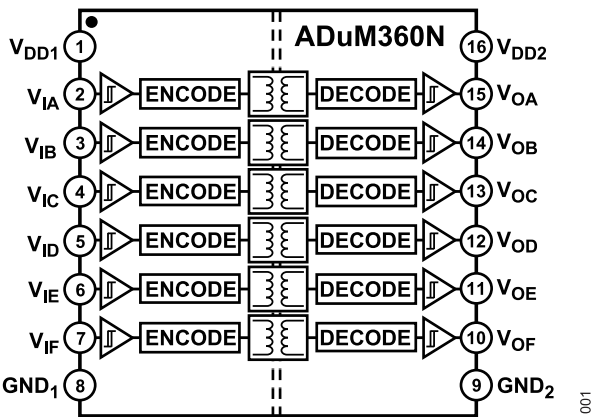 ADuM360N
VDD1 1 16 VDD2
VIA 2 ENCODE DECODE 15 VOA
VIB 3 ENCODE DECODE 14 VOB
VIC 4 ENCODE DECODE 13 VOC
VID 5 ENCODE DECODE 12 VOD
VIE 6 ENCODE DECODE 11 VOE
VIF 7 ENCODE DECODE 10 VOF
GND1 8 9 GND2
001